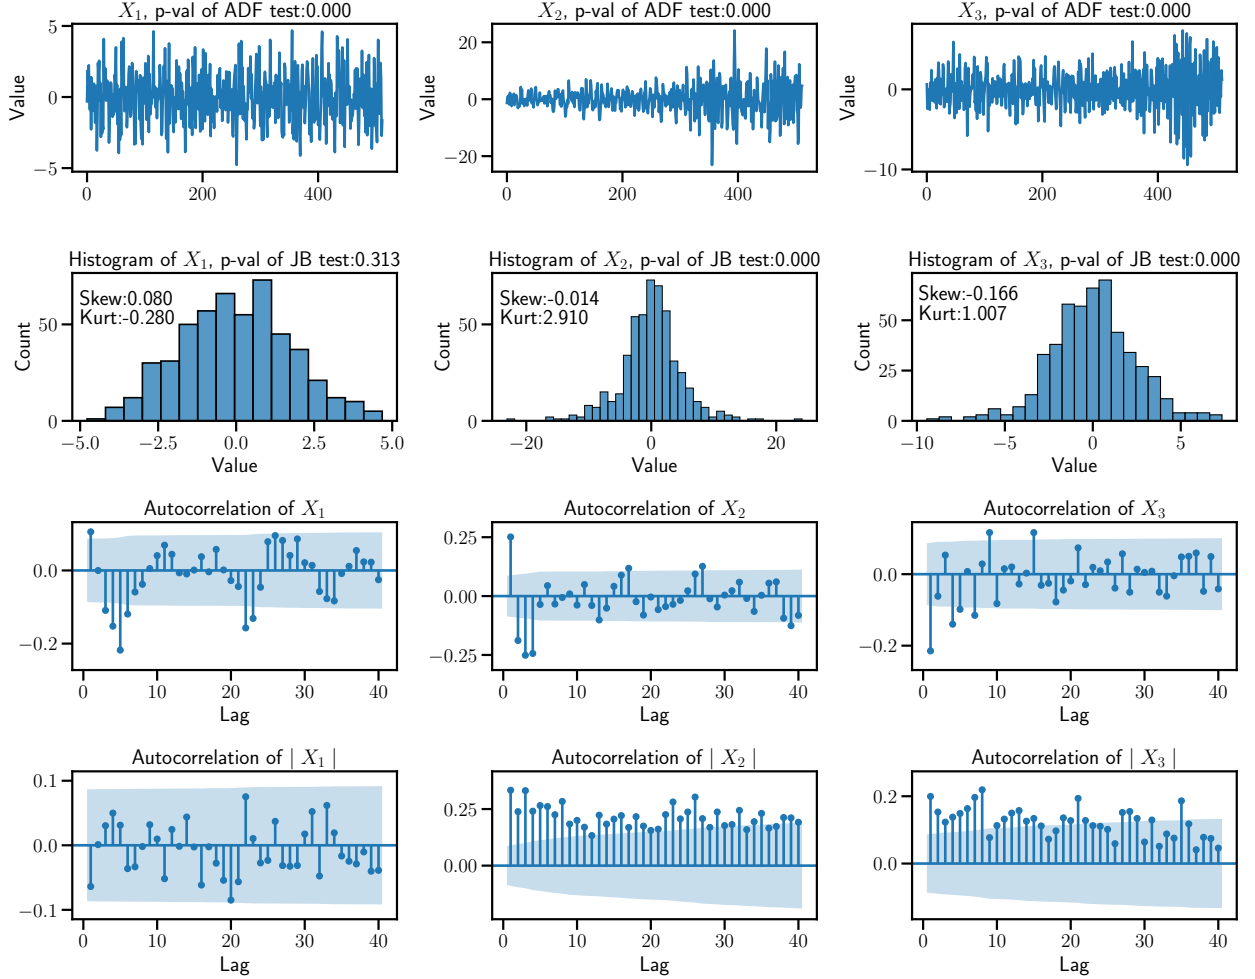 X₁, p-val of ADF test:0.000
X₂, p-val of ADF test:0.000
X₃, p-val of ADF test:0.000
5
0
−5
Value
0 200 400
20
0
−20
Value
0 200 400
0
−10
Value
0 200 400
Histogram of X₁, p-val of JB test:0.313
Histogram of X₂, p-val of JB test:0.000
Histogram of X₃, p-val of JB test:0.000
Skew:0.080
Kurt:-0.280
50
0
Count
−5.0 −2.5 0.0 2.5 5.0
Value
Skew:-0.014
Kurt:2.910
50
0
Count
−20 0 20
Value
Skew:-0.166
Kurt:1.007
50
25
0
Count
−10 −5 0 5
Value
Autocorrelation of X₁
Autocorrelation of X₂
Autocorrelation of X₃
0.0
−0.2
0 10 20 30 40
Lag
0.25
0.00
−0.25
0 10 20 30 40
Lag
0.0
−0.2
0 10 20 30 40
Lag
Autocorrelation of | X₁ |
Autocorrelation of | X₂ |
Autocorrelation of | X₃ |
0.1
0.0
−0.1
0 10 20 30 40
Lag
0.25
0.00
0 10 20 30 40
Lag
0.2
0.0
0 10 20 30 40
Lag